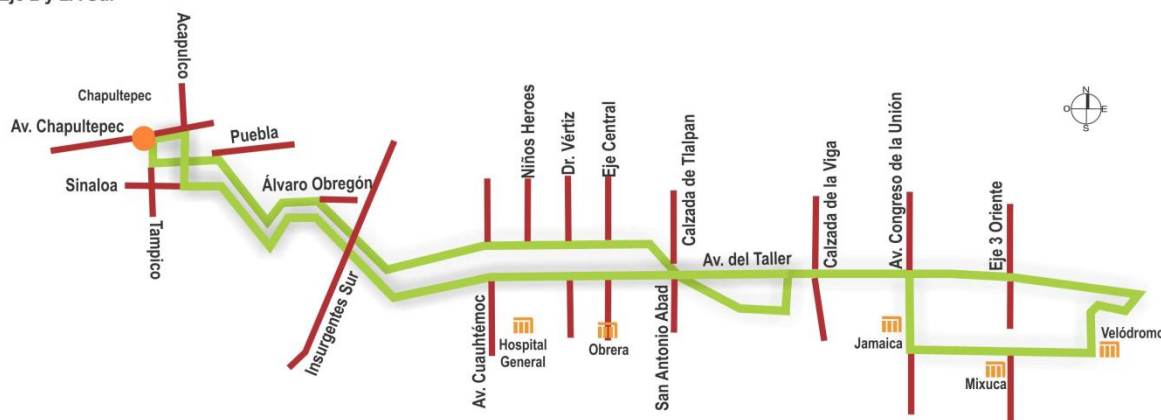 Acapulco
Chapultepec
Av. Chapultepec
Puebla
Sinaloa
Tampico
Álvaro Obregón
Insurgentes Sur
Niños Heroes
Dr. Vértiz
Eje Central
Av. Cuauhtémoc
Hospital
General
Obrera
Calzada de Tlalpan
San Antonio Abad
Av. del Taller
Calzada de la Viga
Av. Congreso de la Unión
Jamaica
Eje 3 Oriente
Mixuca
Velódromo
N
O
E
S